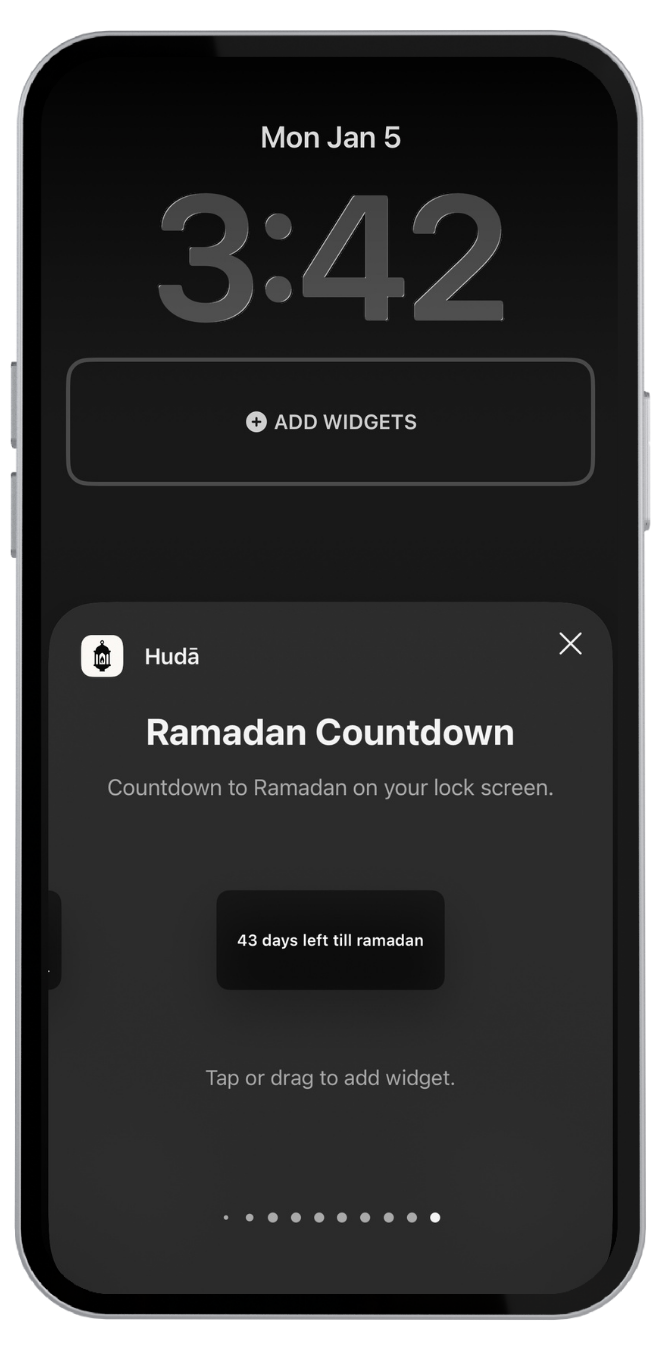 Mon Jan 5
3:42
ADD WIDGETS
Hudā
Ramadan Countdown
Countdown to Ramadan on your lock screen.
43 days left till ramadan
Tap or drag to add widget.